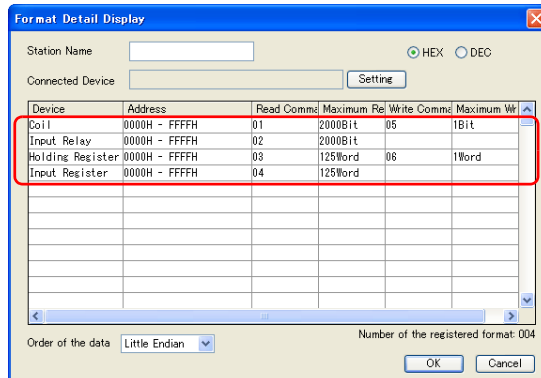 Format Detail Display
Station Name HEX DEC
Connected Device Setting
Device Address Read Comma Maximum Re Write Comma Maximum Wr
Coil 0000H - FFFFH 01 2000Bit 05 1Bit
Input Relay 0000H - FFFFH 02 2000Bit
Holding Register 0000H - FFFFH 03 125Word 06 1Word
Input Register 0000H - FFFFH 04 125Word
Number of the registered format: 004
Order of the data Little Endian
OK Cancel